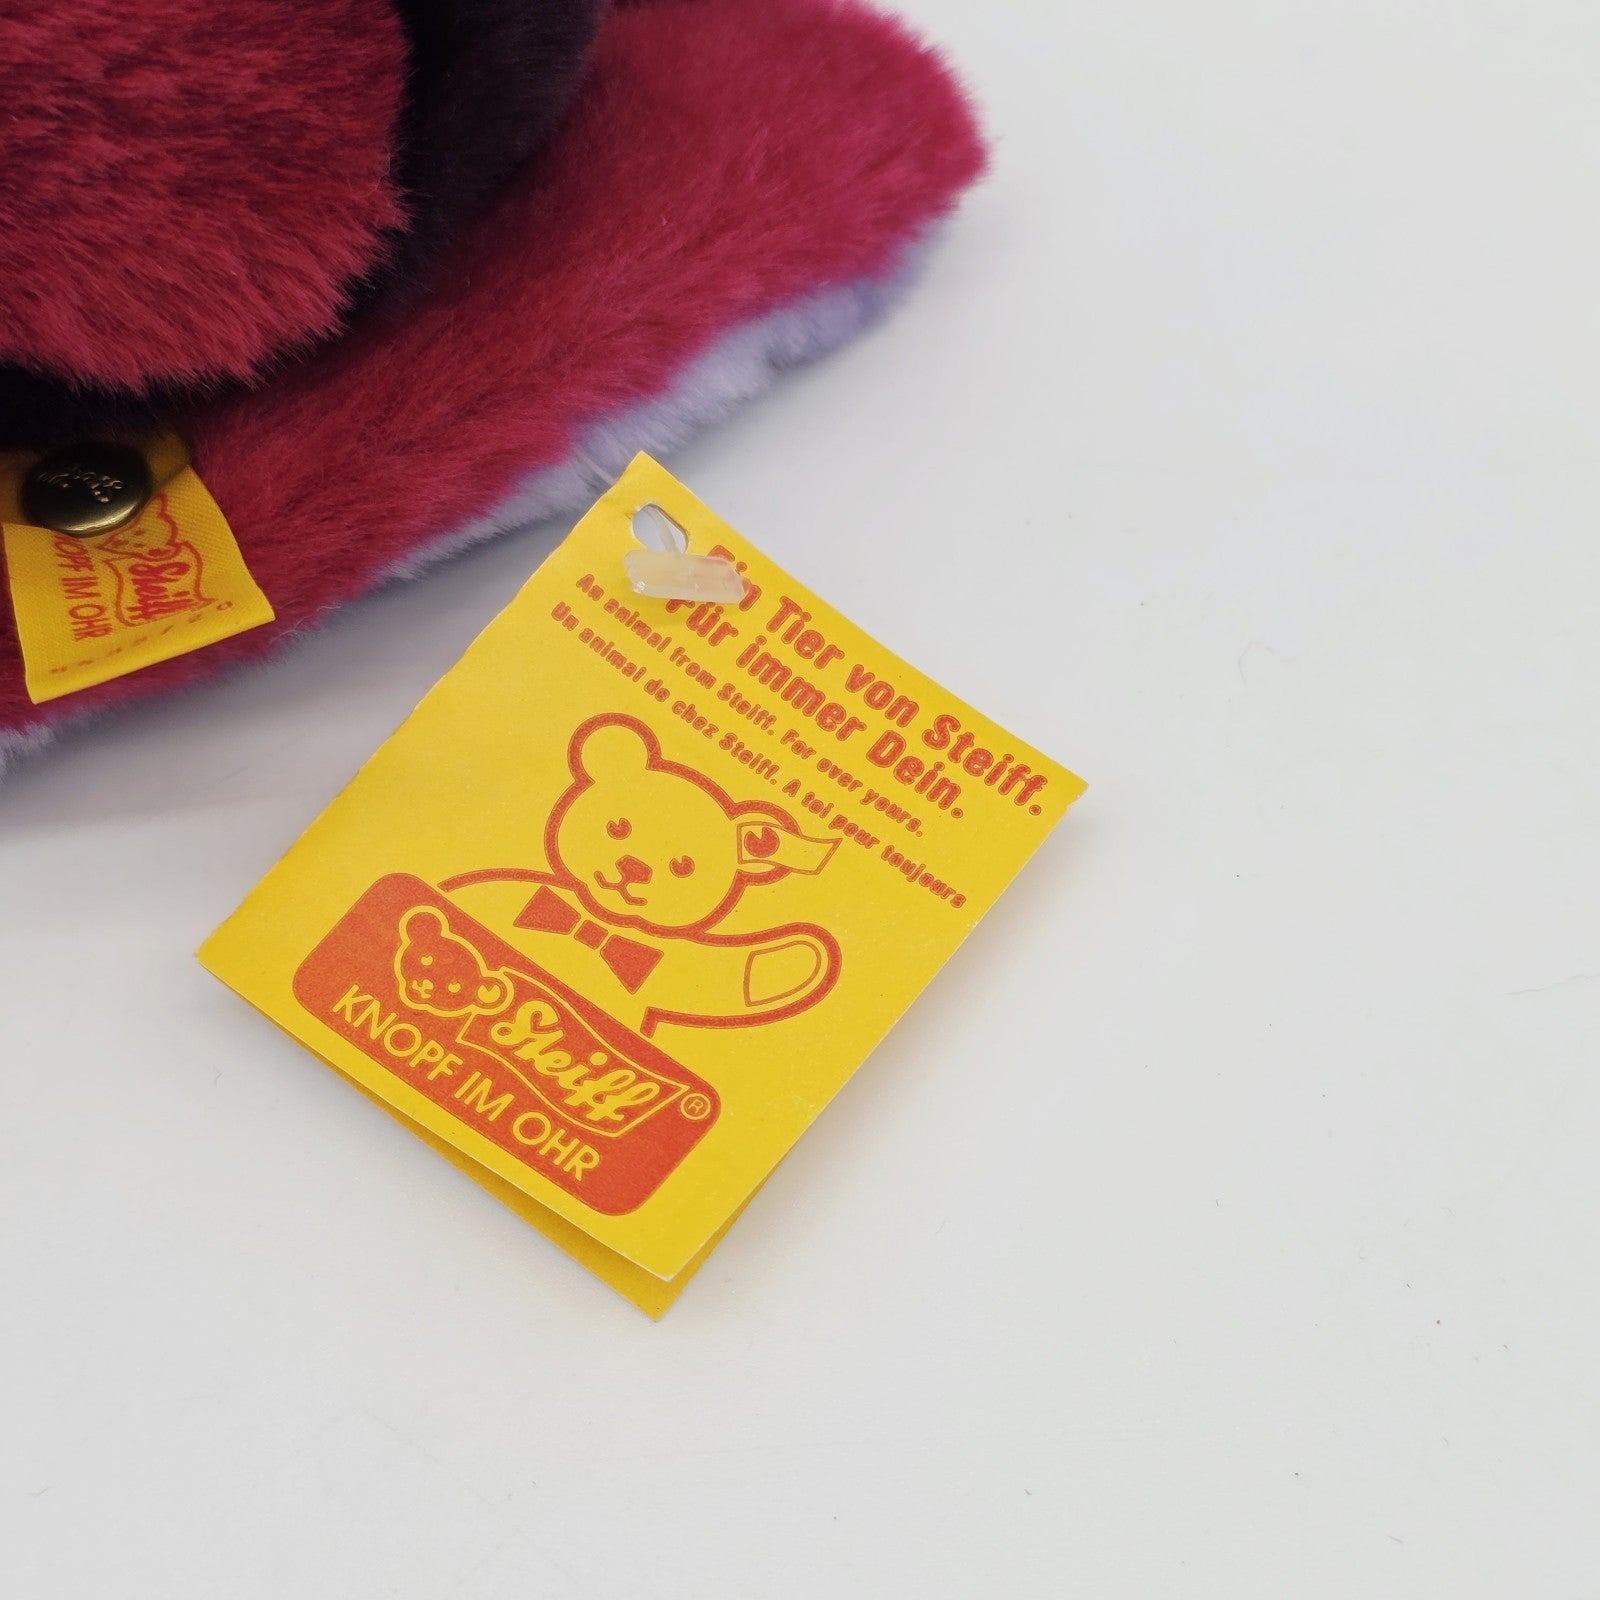 Ein Tier von Steiff.
Für immer Dein.
An animal from Steiff. For ever yours.
Un animal de chez Steiff. A toi pour toujours
Steiff ®
KNOPF IM OHR
Steiff
KNOPF IM OHR